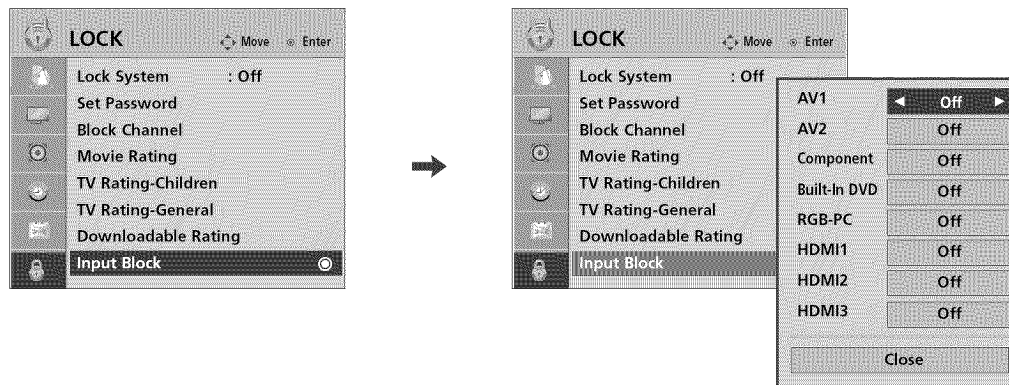 LOCK Move Enter
Lock System : Off
Set Password
Block Channel
Movie Rating
TV Rating-Children
TV Rating-General
Downloadable Rating
Input Block
LOCK Move Enter
Lock System : Off
Set Password
Block Channel
Movie Rating
TV Rating-Children
TV Rating-General
Downloadable Rating
Input Block
AV1 Off
AV2 Off
Component Off
Built-In DVD Off
RGB-PC Off
HDMI1 Off
HDMI2 Off
HDMI3 Off
Close